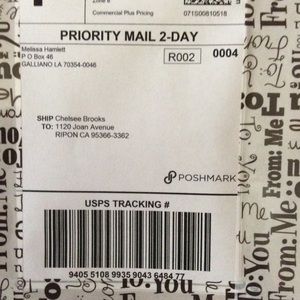 Zone 6
Commercial Plus Pricing
071S00810518
PRIORITY MAIL 2-DAY
Melissa Hamlett
P O Box 46
GALLIANO LA 70354-0046
0004
R002
SHIP TO: Chelsee Brooks
1120 Joan Avenue
RIPON CA 95366-3362
POSHMARK
USPS TRACKING #
9405 5108 9935 9043 6484 77
To:You
From:Me